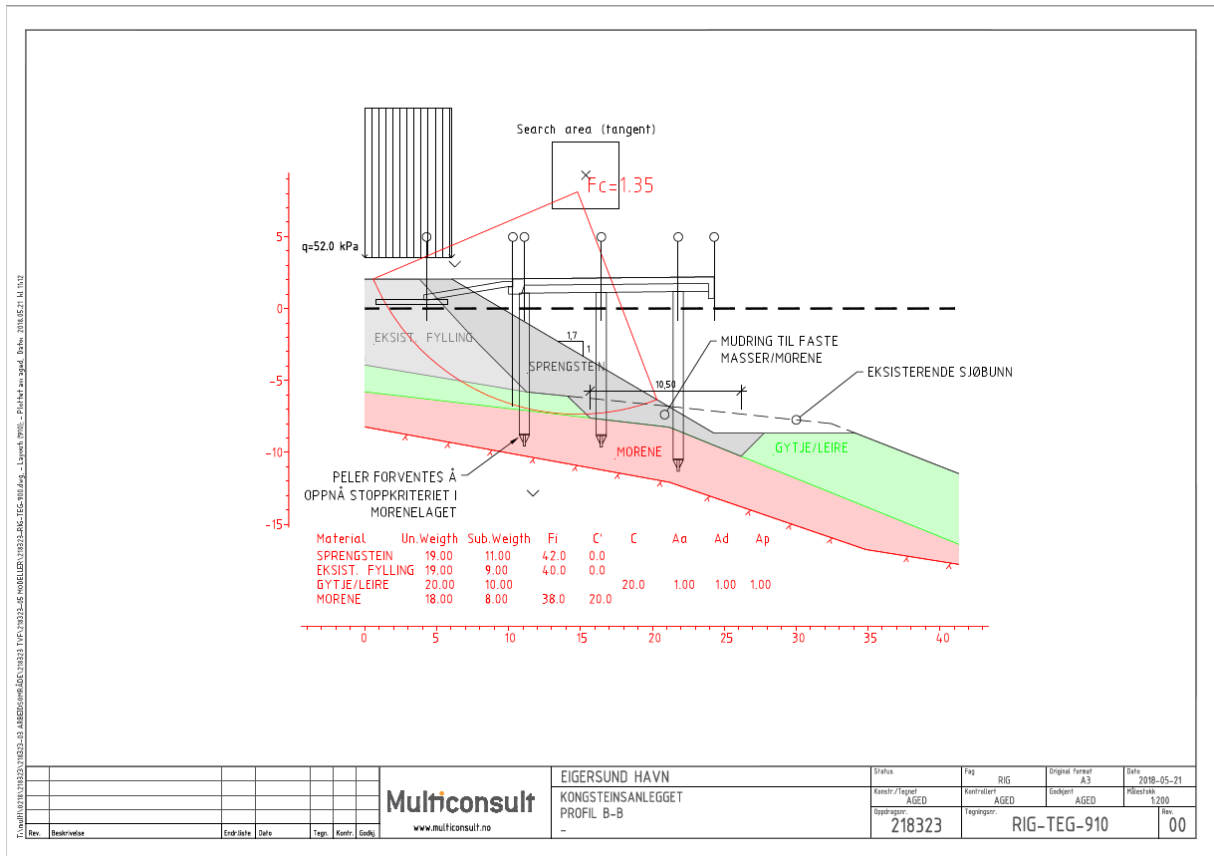 Search area (tangent)
Fc=1.35
q=52.0 kPa
5
0
-5
-10
-15
EKSIST. FYLLING
SPRENGSTEIN
1,7
1
10,50
MUDRING TIL FASTE
MASSER/MORENE
EKSISTERENDE SJØBUNN
MORENE
GYTJE/LEIRE
PELER FORVENTES Å
OPPNÅ STOPPKRITERIET I
MORENELAGET
Material Un.Weigth Sub.Weigth Fi C' C Aa Ad Ap
SPRENGSTEIN 19.00 11.00 42.0 0.0
EKSIST. FYLLING 19.00 9.00 40.0 0.0
GYTJE/LEIRE 20.00 10.00 20.0 1.00 1.00 1.00
MORENE 18.00 8.00 38.0 20.0
0 5 10 15 20 25 30 35 40
Rev. Beskrivelse Endr.liste Dato Tegn. Kontr. Godkj.
Multiconsult
www.multiconsult.no
EIGERSUND HAVN
KONGSTEINSANLEGGET
PROFIL B-B
-
Status
Fag
RIG
Original format
A3
Dato
2018-05-21
Konstr./Tegnet
AGED
Kontrollert
AGED
Godkjent
AGED
Målestokk
1:200
Oppdragsnr.
218323
Tegningsnr.
RIG-TEG-910
Rev.
00